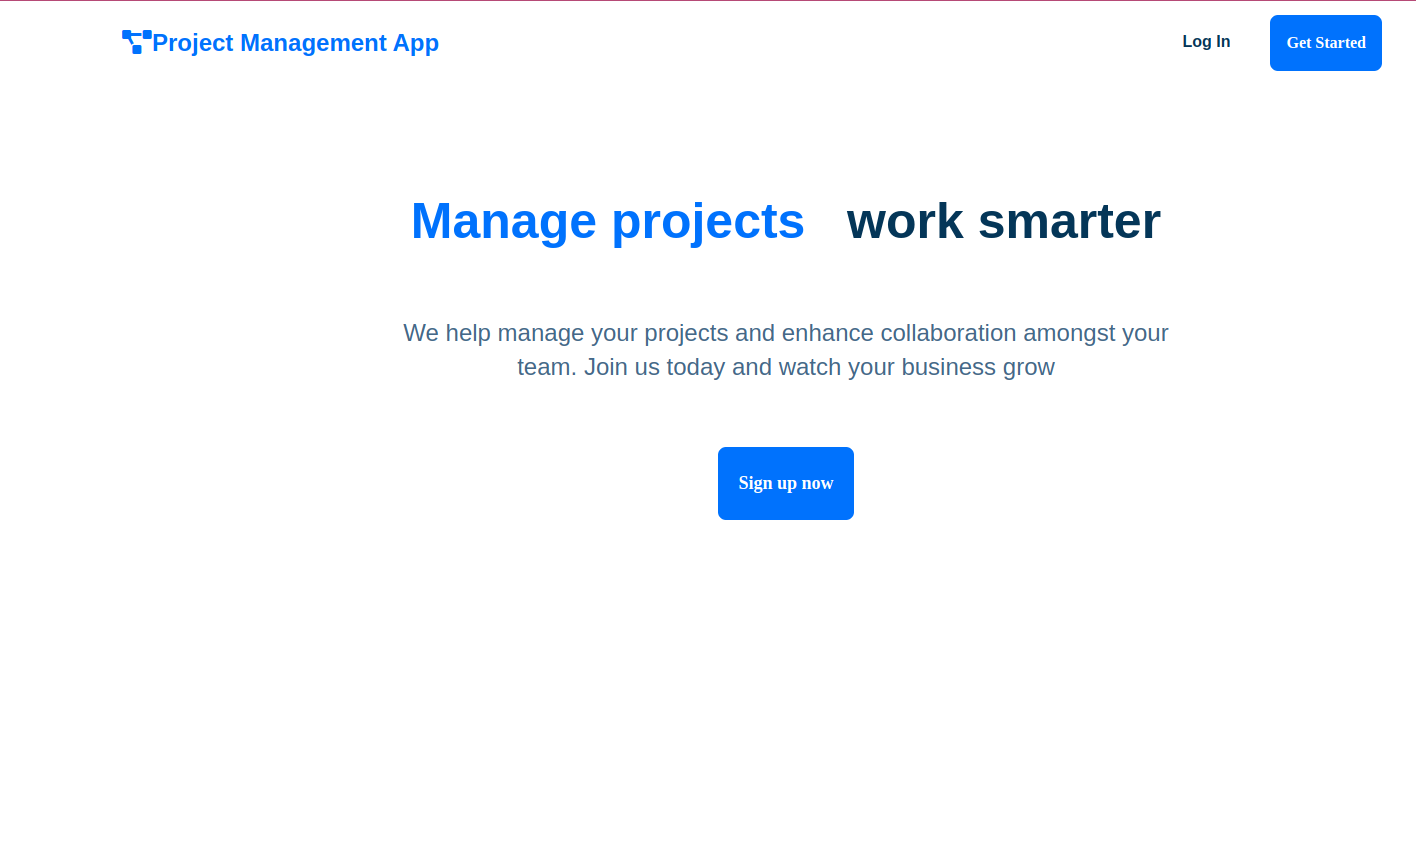 Project Management App
Log In
Get Started
Manage projects work smarter
We help manage your projects and enhance collaboration amongst your
team. Join us today and watch your business grow
Sign up now